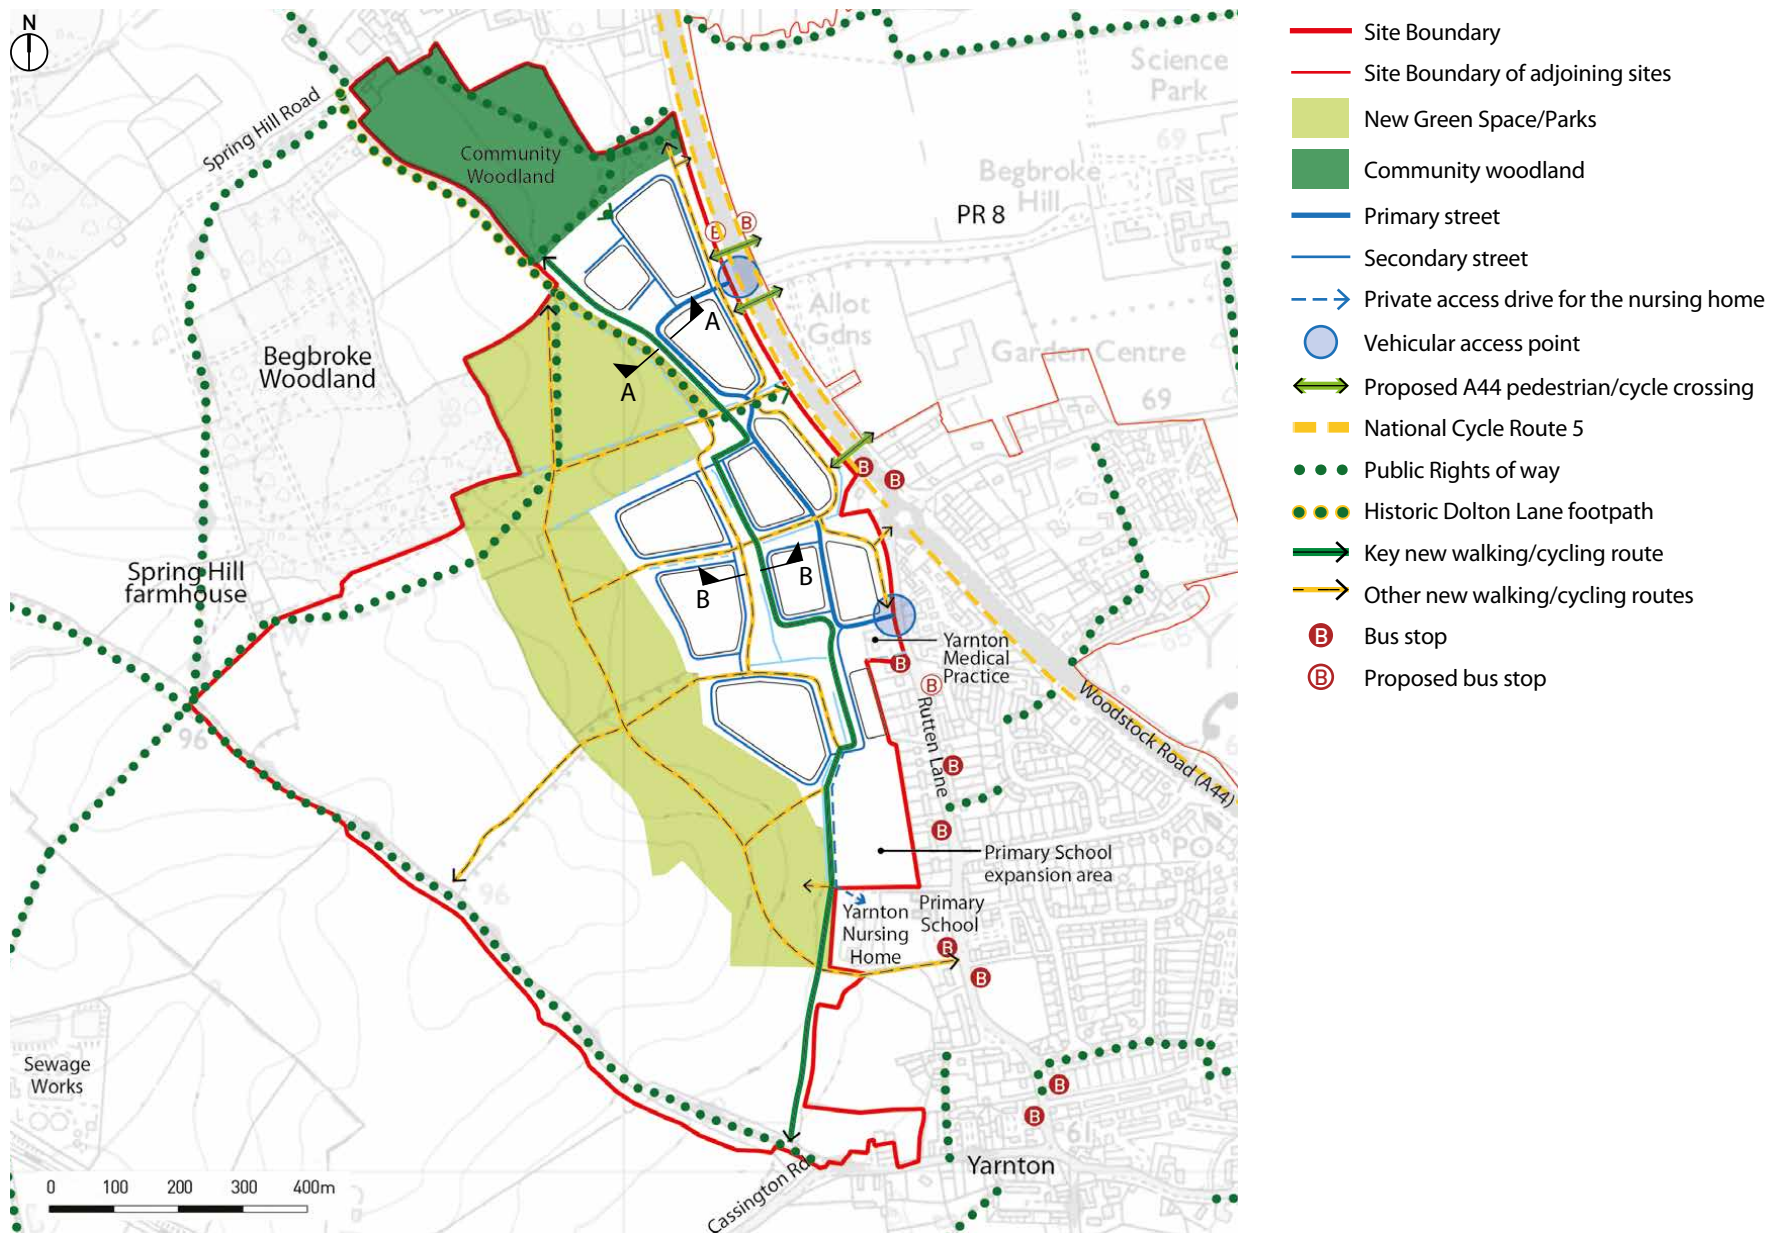 N
Spring Hill Road
Community
Woodland
Science
Park
69
Begbroke
Hill
PR 8
B
B
Allot
Gdns
Garden Centre
69
A
A
Begbroke
Woodland
B
B
Spring Hill
farmhouse
B
B
Yarnton
Medical
Practice
B
B
Rutten Lane
Woodstock Road (A44)
96
B
B
PO
Primary School
expansion area
96
Yarnton
Nursing
Home
Primary
School
B
B
Sewage
Works
B
B
61
Yarnton
Cassington Rd
0 100 200 300 400m
Site Boundary
Site Boundary of adjoining sites
New Green Space/Parks
Community woodland
Primary street
Secondary street
Private access drive for the nursing home
Vehicular access point
Proposed A44 pedestrian/cycle crossing
National Cycle Route 5
Public Rights of way
Historic Dolton Lane footpath
Key new walking/cycling route
Other new walking/cycling routes
B Bus stop
B Proposed bus stop